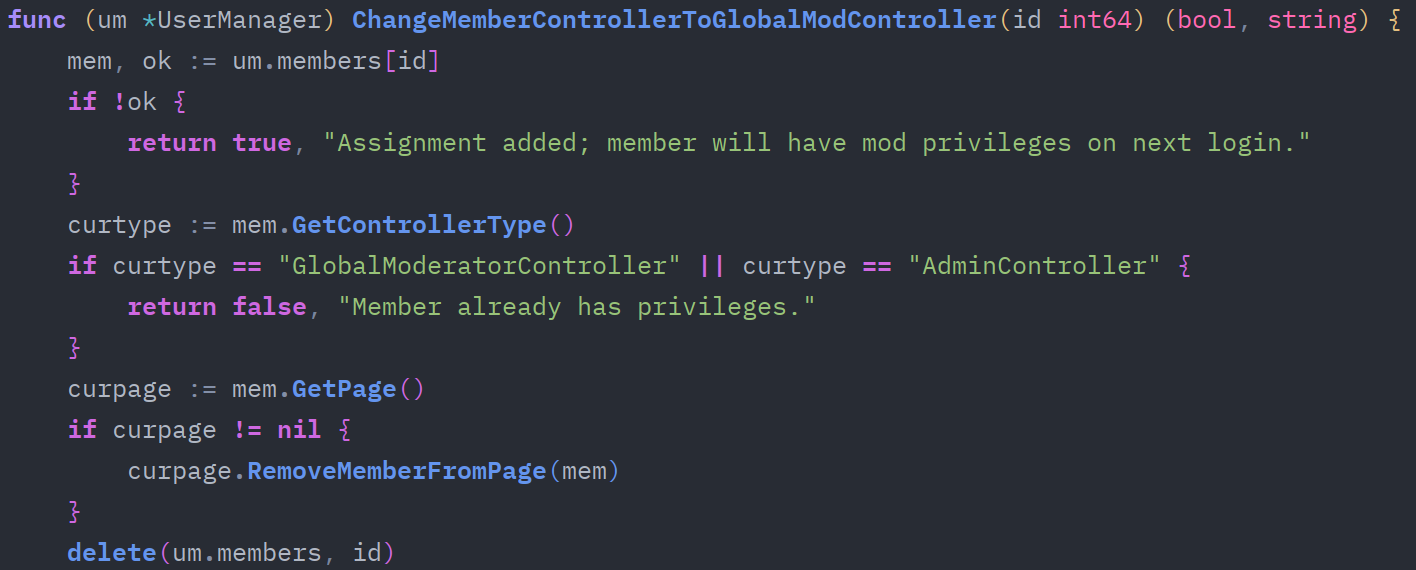 func (um *UserManager) ChangeMemberControllerToGlobalModController(id int64) (bool, string) {
    mem, ok := um.members[id]
    if !ok {
        return true, "Assignment added; member will have mod privileges on next login."
    }
    curtype := mem.GetControllerType()
    if curtype == "GlobalModeratorController" || curtype == "AdminController" {
        return false, "Member already has privileges."
    }
    curpage := mem.GetPage()
    if curpage != nil {
        curpage.RemoveMemberFromPage(mem)
    }
    delete(um.members, id)